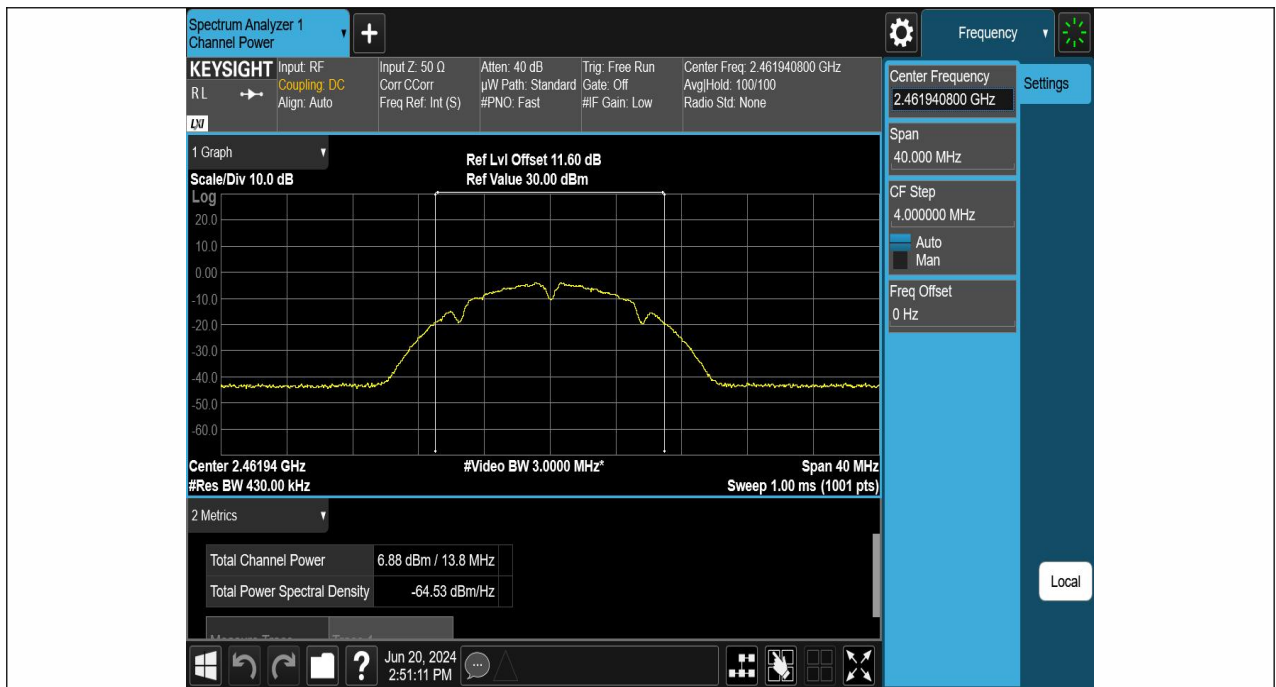 Spectrum Analyzer 1
Channel Power
+
Frequency
KEYSIGHT
R L
LXI
Input: RF
Coupling: DC
Align: Auto
Input Z: 50 Ω
Corr CCorr
Freq Ref: Int (S)
Atten: 40 dB
µW Path: Standard
#PNO: Fast
Trig: Free Run
Gate: Off
#IF Gain: Low
Center Freq: 2.461940800 GHz
Avg|Hold: 100/100
Radio Std: None
Center Frequency
2.461940800 GHz
Settings
Span
40.000 MHz
CF Step
4.000000 MHz
Auto
Man
Freq Offset
0 Hz
Local
1 Graph
Ref Lvl Offset 11.60 dB
Scale/Div 10.0 dB
Ref Value 30.00 dBm
Log
20.0
10.0
0.00
-10.0
-20.0
-30.0
-40.0
-50.0
-60.0
Center 2.46194 GHz
#Video BW 3.0000 MHz*
Span 40 MHz
#Res BW 430.00 kHz
Sweep 1.00 ms (1001 pts)
2 Metrics
Total Channel Power 6.88 dBm / 13.8 MHz
Total Power Spectral Density -64.53 dBm/Hz
?
Jun 20, 2024
2:51:11 PM